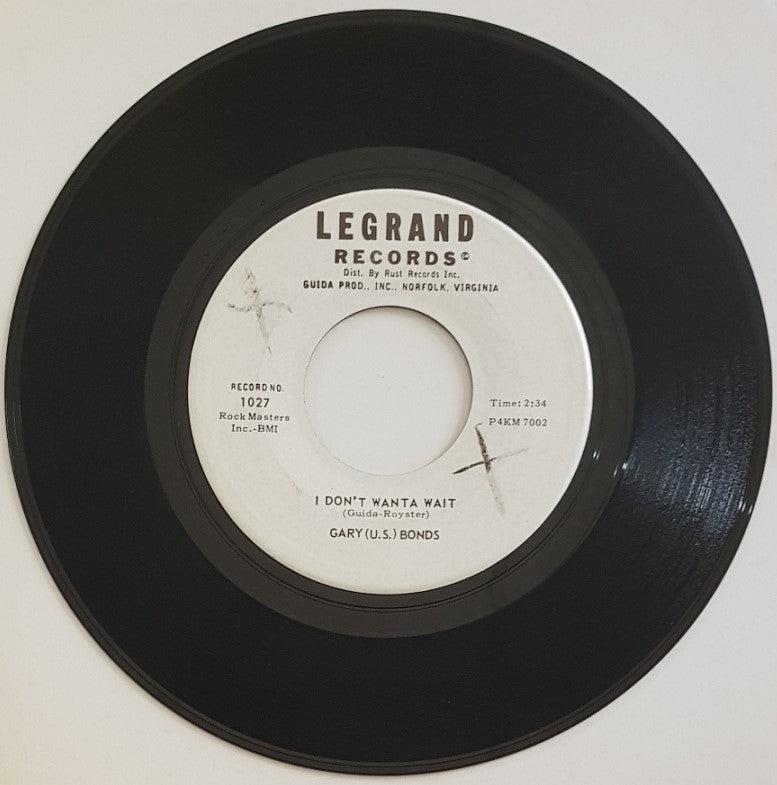 LEGRAND
RECORDS©
Dist. By Rust Records Inc.
GUIDA PROD., INC., NORFOLK, VIRGINIA
RECORD NO.
1027
Rock Masters
Inc.-BMI
Time: 2:34
P4KM 7002
I DON'T WANTA WAIT
(Guida-Royster)
GARY (U.S.) BONDS